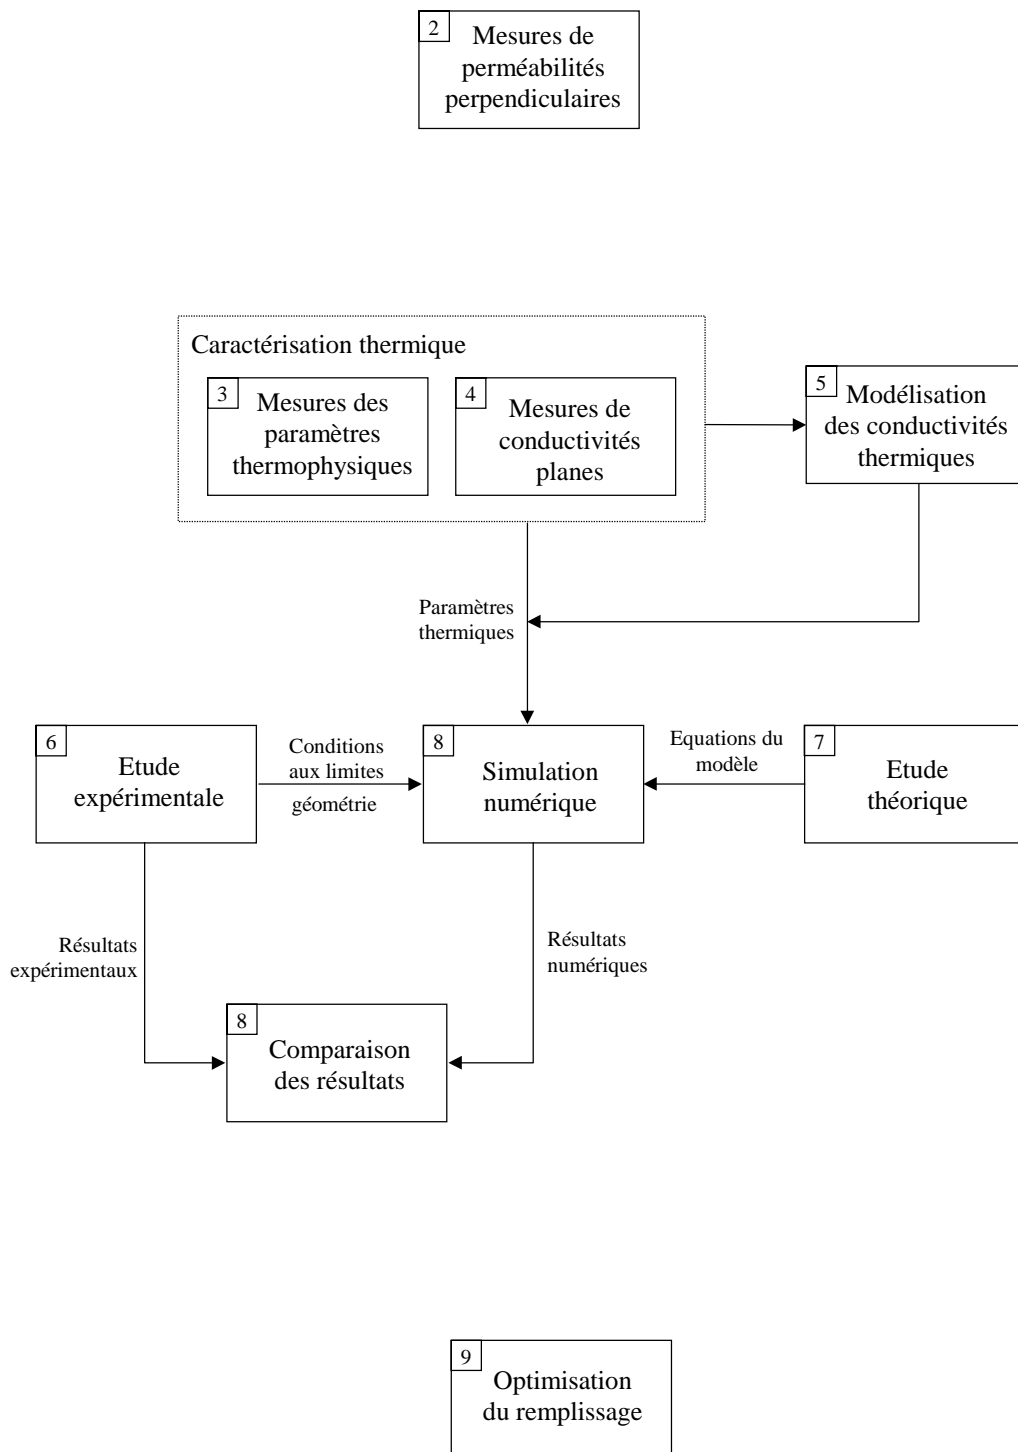 2
Mesures de
perméabilités
perpendiculaires
Caractérisation thermique
3
Mesures des
paramètres
thermophysiques
4
Mesures de
conductivités
planes
5
Modélisation
des conductivités
thermiques
Paramètres
thermiques
6
Etude
expérimentale
Conditions
aux limites
géométrie
8
Simulation
numérique
Equations du
modèle
7
Etude
théorique
Résultats
expérimentaux
Résultats
numériques
8
Comparaison
des résultats
9
Optimisation
du remplissage